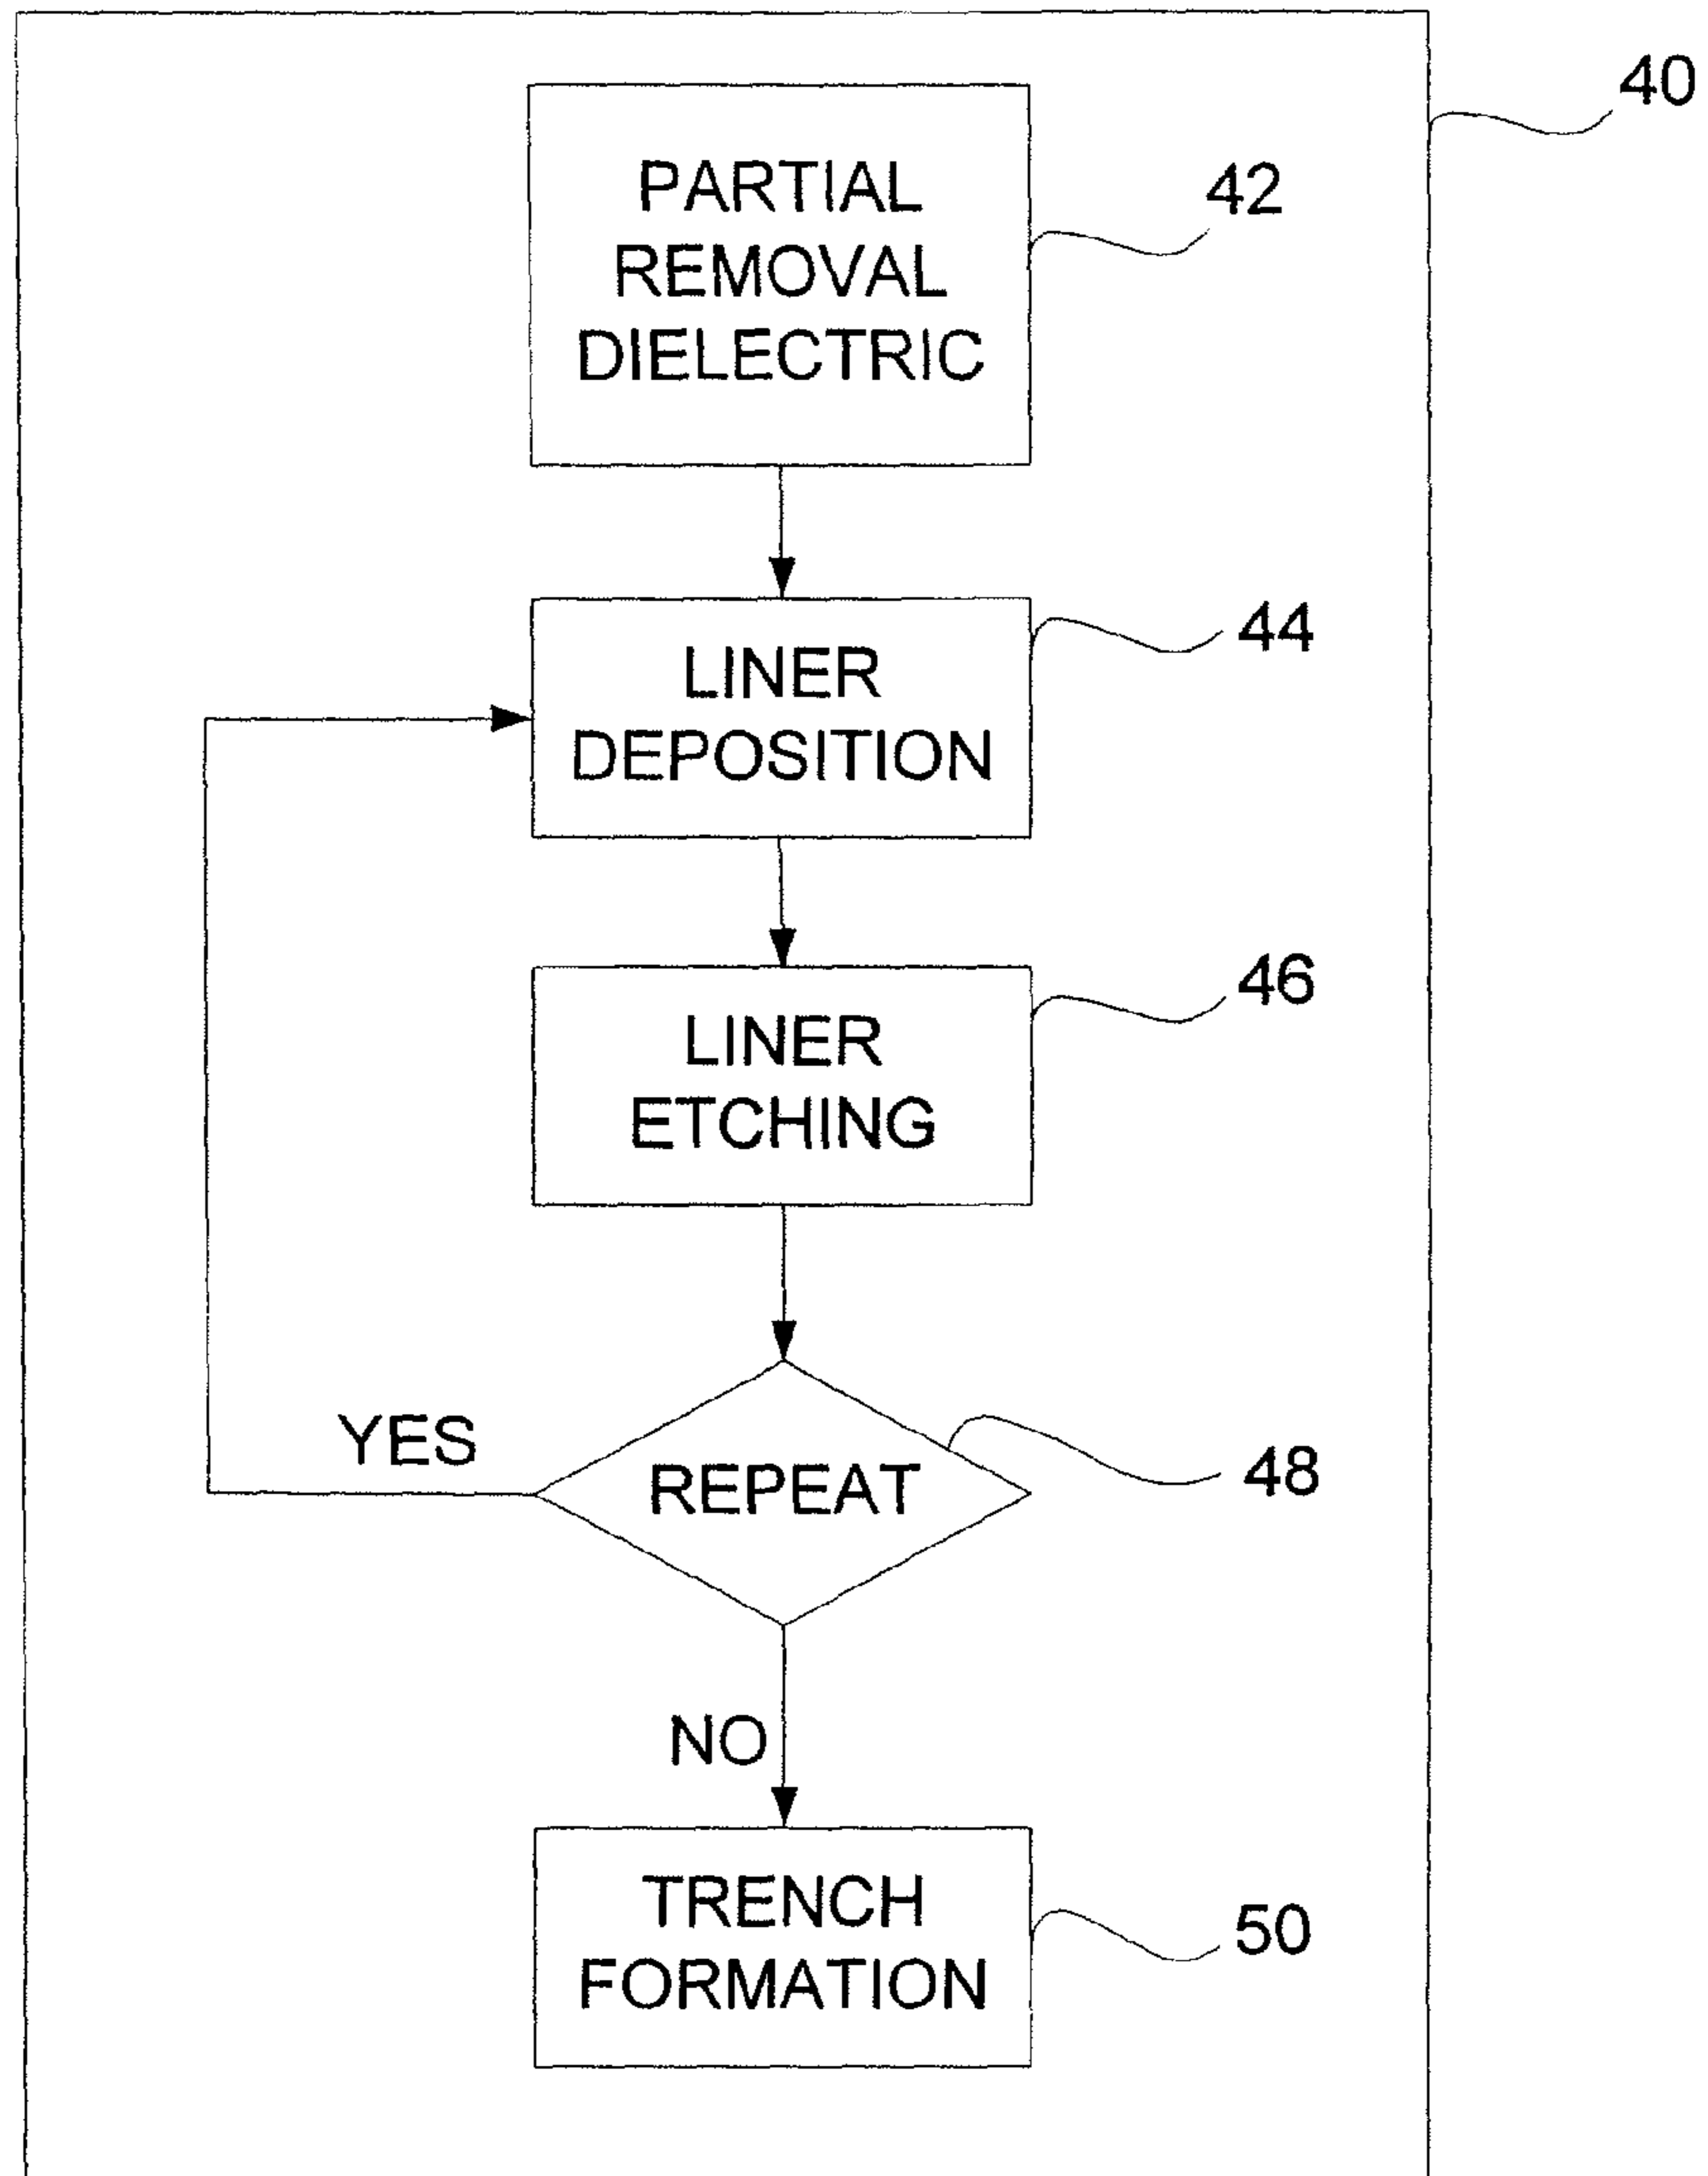 40
PARTIAL
REMOVAL
DIELECTRIC
42
LINER
DEPOSITION
44
LINER
ETCHING
46
YES
REPEAT
48
NO
TRENCH
FORMATION
50